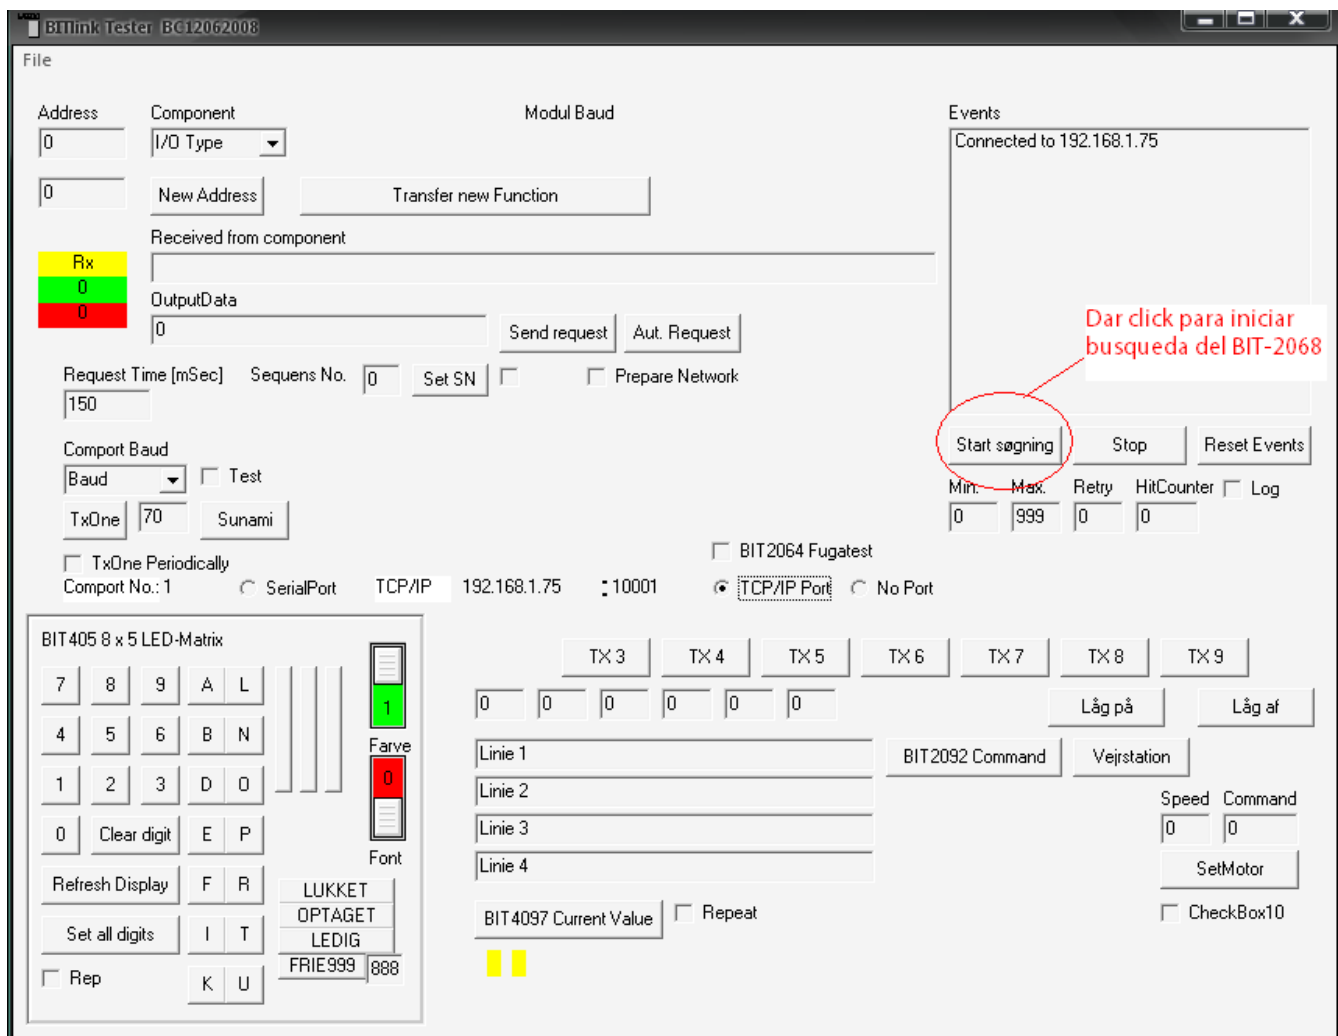 BITlink Tester BC12062008
File
Address
Component
Modul Baud
Events
0
I/O Type
Connected to 192.168.1.75
0
New Address
Transfer new Function
Received from component
Rx
0
0
OutputData
0
Send request
Aut. Request
Dar click para iniciar
busqueda del BIT-2068
Request Time [mSec]
Sequens No.
0
Set SN
Prepare Network
150
Start søgning
Stop
Reset Events
Comport Baud
Baud
Test
Min.
Max.
Retry
HitCounter
Log
0
999
0
0
TxOne
70
Sunami
BIT2064 Fugatest
TxOne Periodically
Comport No.: 1
SerialPort
TCP/IP
192.168.1.75
: 10001
TCP/IP Port
No Port
BIT405 8 x 5 LED-Matrix
7
8
9
A
L
4
5
6
B
N
1
2
3
D
O
0
Clear digit
E
P
Refresh Display
F
R
Set all digits
I
T
Rep
K
U
1
Farve
0
Font
LUKKET
OPTAGET
LEDIG
FRIE999
888
TX 3
TX 4
TX 5
TX 6
TX 7
TX 8
TX 9
0
0
0
0
0
0
Låg på
Låg af
Linie 1
BIT2092 Command
Vejrstation
Linie 2
Linie 3
Linie 4
Speed
Command
0
0
SetMotor
BIT4097 Current Value
Repeat
CheckBox10